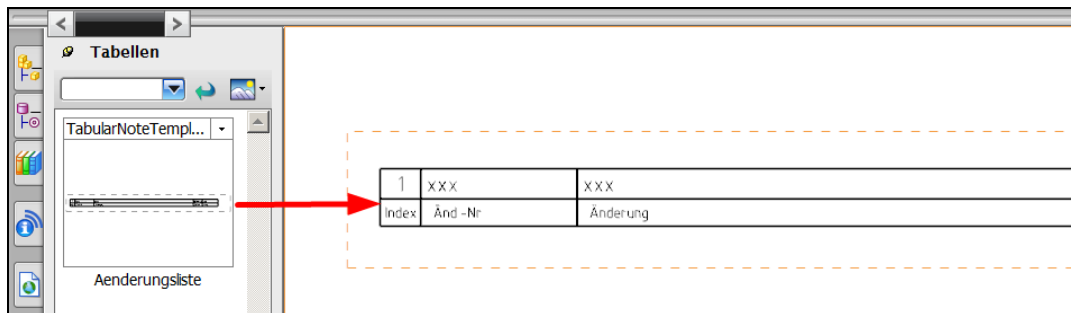 Tabellen
TabularNoteTempl...
Aenderungsliste
1 xxx xxx
Index Änd-Nr Änderung